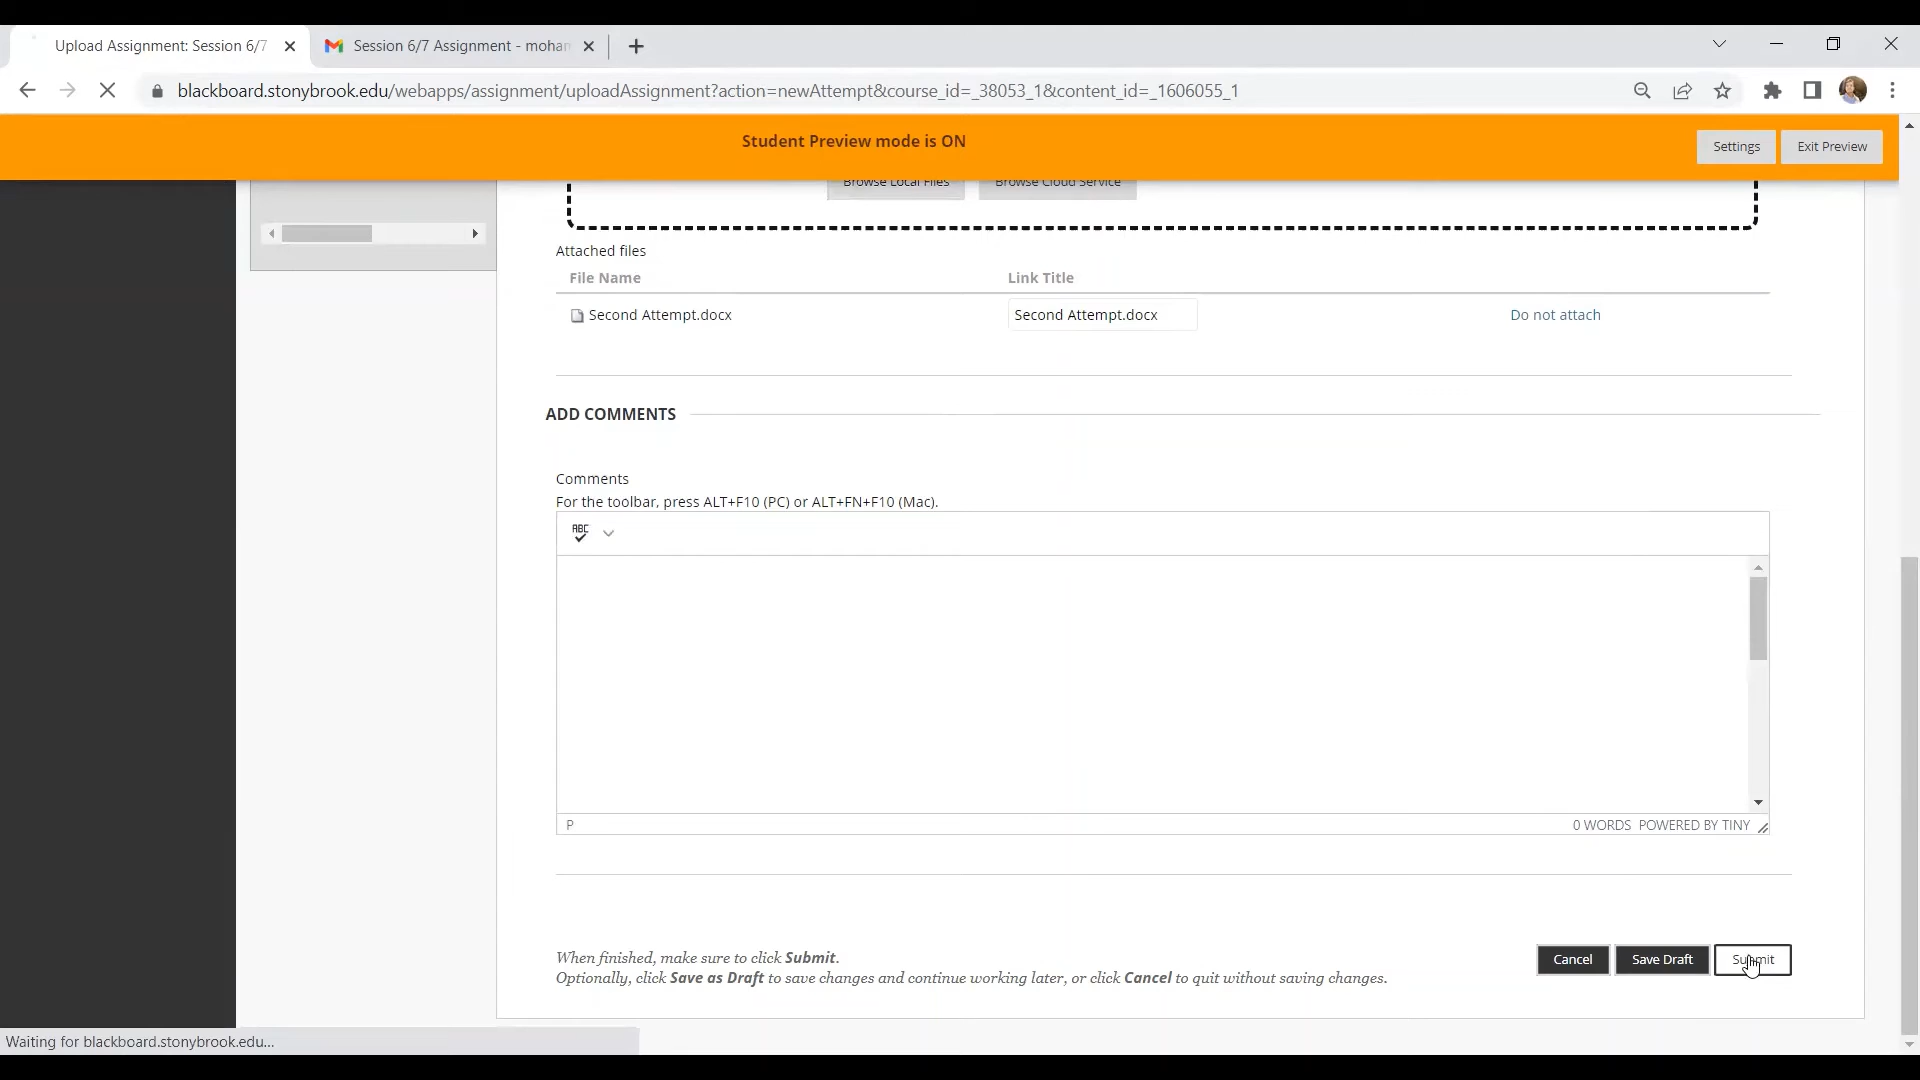 Upload Assignment: Session 6/7
Session 6/7 Assignment - moham
blackboard.stonybrook.edu/webapps/assignment/uploadAssignment?action=newAttempt&course_id=_38053_1&content_id=_1606055_1
Student Preview mode is ON
Settings
Exit Preview
Browse Local Files
Browse Cloud Service
Attached files
File Name
Link Title
Second Attempt.docx
Second Attempt.docx
Do not attach
ADD COMMENTS
Comments
For the toolbar, press ALT+F10 (PC) or ALT+FN+F10 (Mac).
ABC
P
0 WORDS POWERED BY TINY
When finished, make sure to click Submit.
Optionally, click Save as Draft to save changes and continue working later, or click Cancel to quit without saving changes.
Cancel
Save Draft
Submit
Waiting for blackboard.stonybrook.edu...